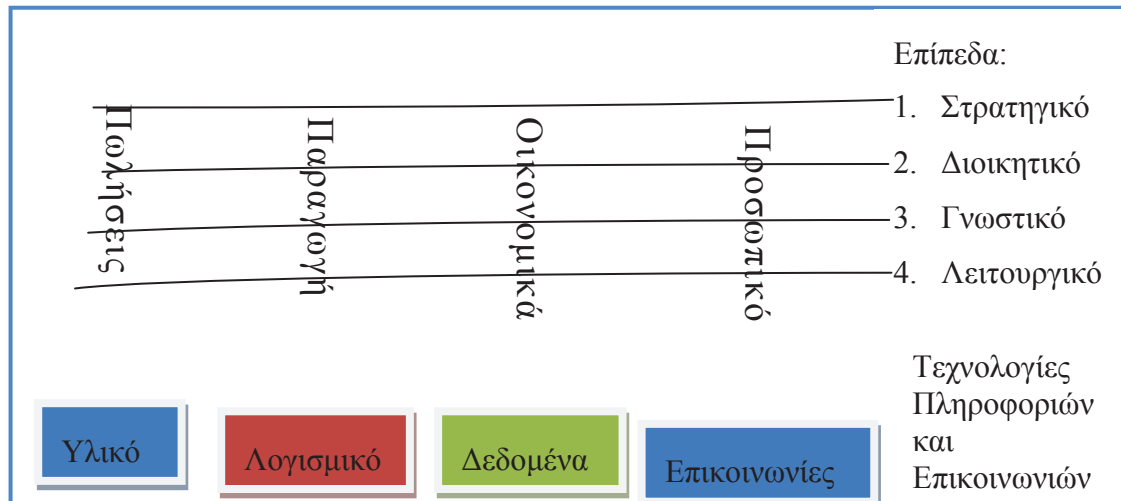 Επίπεδα:
1. Στρατηγικό
2. Διοικητικό
3. Γνωστικό
4. Λειτουργικό
Πωλήσεις
Παραγωγή
Οικονομικά
Προσωπικό
Υλικό
Λογισμικό
Δεδομένα
Επικοινωνίες
Τεχνολογίες
Πληροφοριών
και
Επικοινωνιών